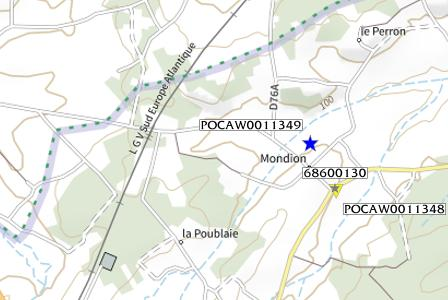 le Perron
L G V Sud Europe Atlantique
D76A
100
POCAW0011349
Mondion
68600130
POCAW0011348
la Poublaie